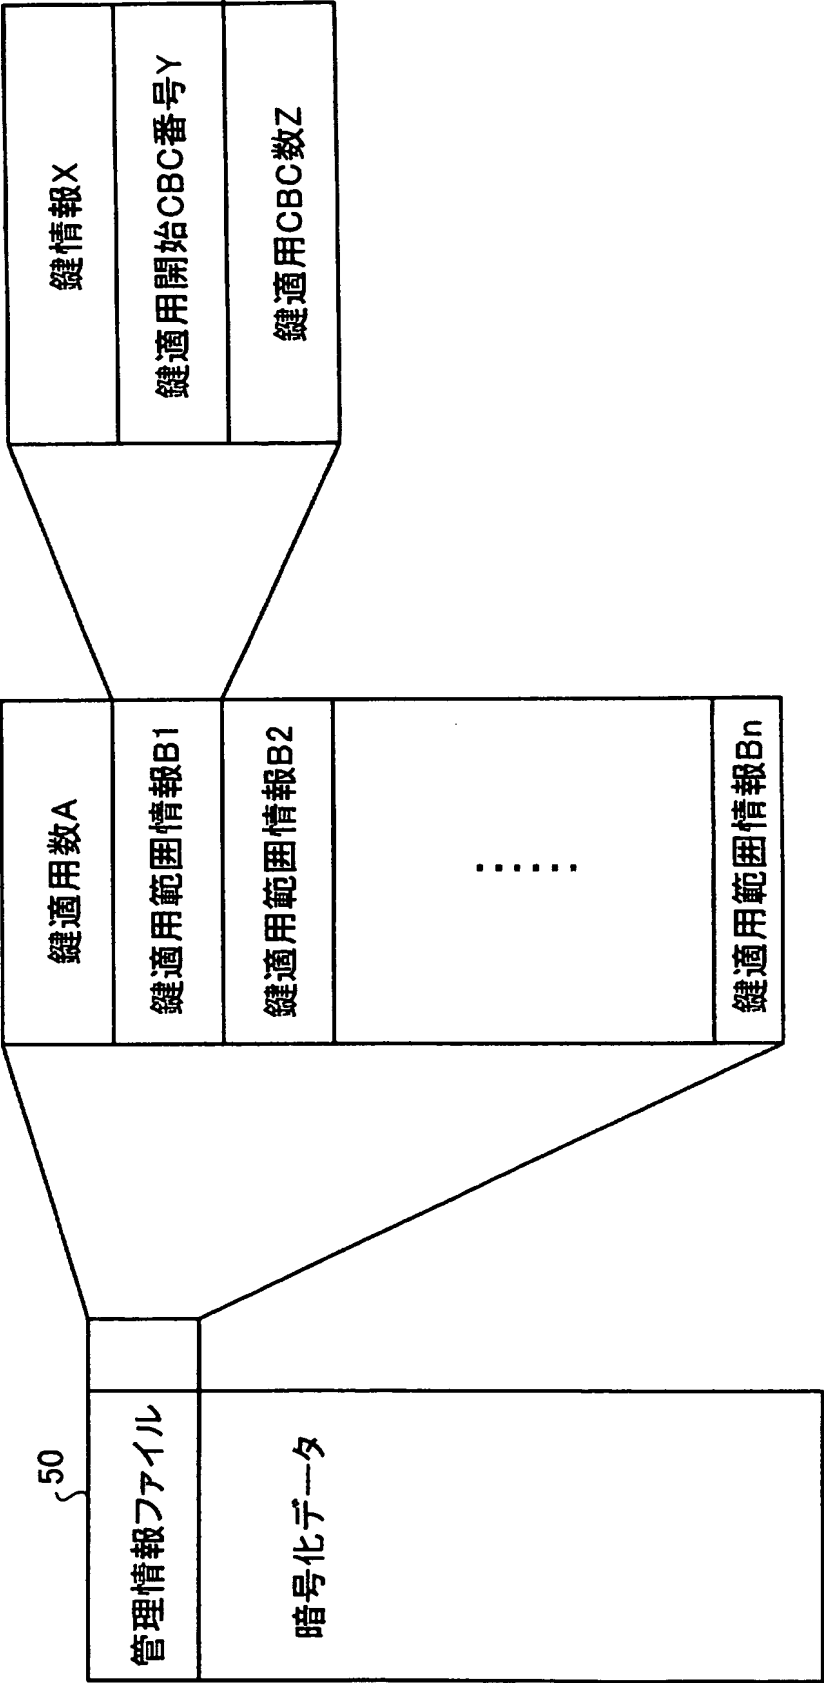 50
管理情報ファイル
暗号化データ
鍵適用数A
鍵適用範囲情報B1
鍵適用範囲情報B2
......
鍵適用範囲情報Bn
鍵情報X
鍵適用開始CBC番号Y
鍵適用CBC数Z